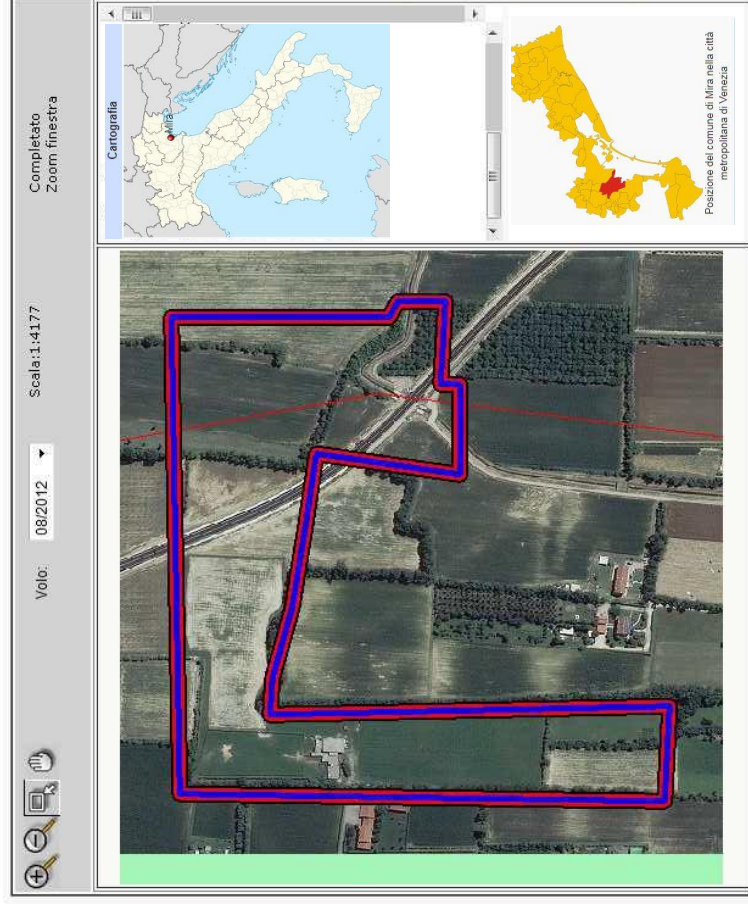 Volo:
08/2012
Scala:1:4177
Completato
Zoom finestra
Cartografia
Mira
Posizione del comune di Mira nella città
metropolitana di Venezia